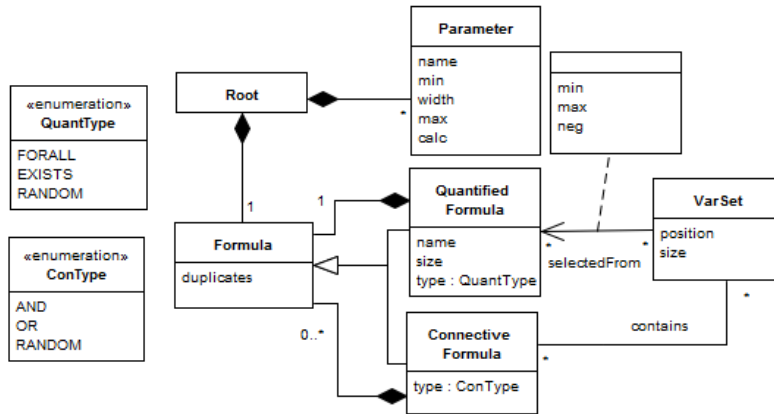 «enumeration»
QuantType
FORALL
EXISTS
RANDOM
«enumeration»
ConType
AND
OR
RANDOM
Root
1
Parameter
name
min
width
max
calc
*
min
max
neg
Formula
duplicates
1
0..*
Quantified
Formula
name
size
type : QuantType
*
selectedFrom
*
VarSet
position
size
*
contains
*
Connective
Formula
type : ConType